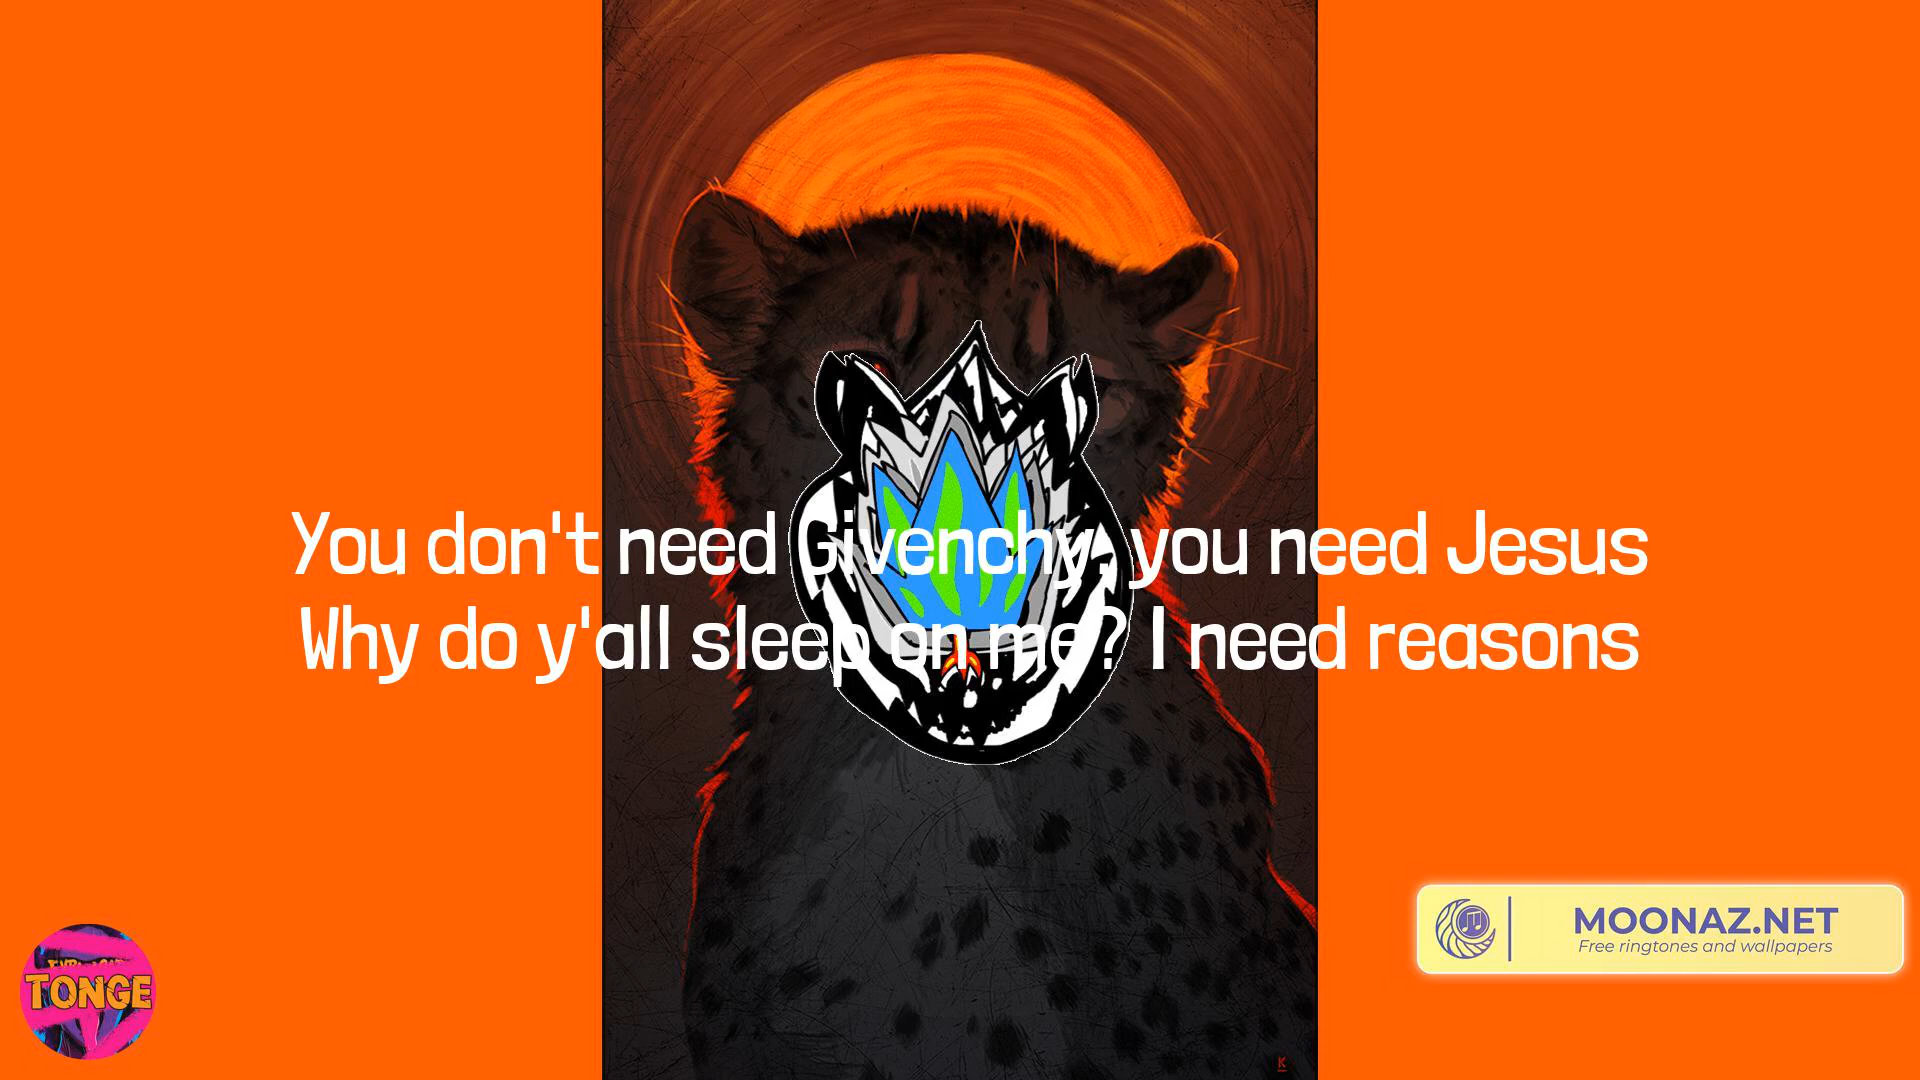 You don't need Givenchy, you need Jesus
Why do y'all sleep on me? I need reasons
MOONAZ.NET
Free ringtones and wallpapers
TONGE
K